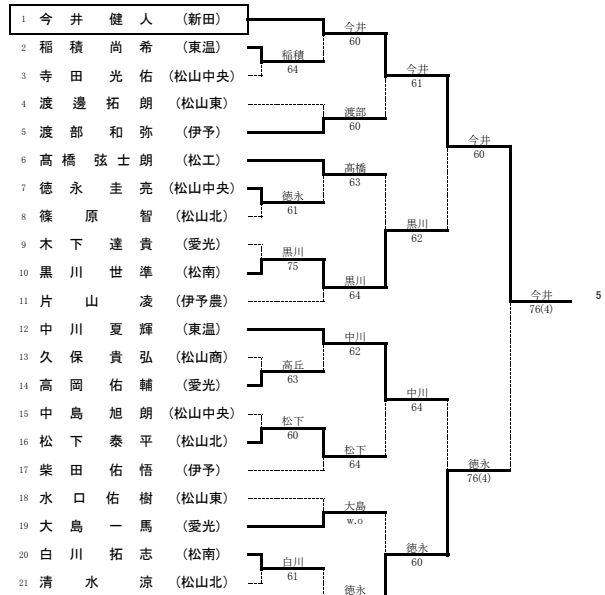 1 今井 健人 (新田)
2 稲積尚希 (東温)
3 寺田光佑 (松山中央)
4 渡邊拓朗 (松山東)
5 渡部和弥 (伊予)
6 高橋弦士朗 (松工)
7 徳永圭亮 (松山中央)
8 篠原智 (松山北)
9 木下達貴 (愛光)
10 黒川世準 (松南)
11 片山凌 (伊予農)
12 中川夏輝 (東温)
13 久保貴弘 (松山商)
14 高岡佑輔 (愛光)
15 中島旭朗 (松山中央)
16 松下泰平 (松山北)
17 柴田佑悟 (伊予)
18 水口佑樹 (松山東)
19 大島一馬 (愛光)
20 白川拓志 (松南)
21 清水涼 (松山北)
稲積
64
徳永
61
黒川
75
高丘
63
松下
60
白川
61
今井
60
渡部
60
高橋
63
黒川
64
中川
62
松下
64
大島
w.o
徳永
今井
61
黒川
62
中川
64
徳永
60
今井
60
徳永
76(4)
今井
76(4)
5